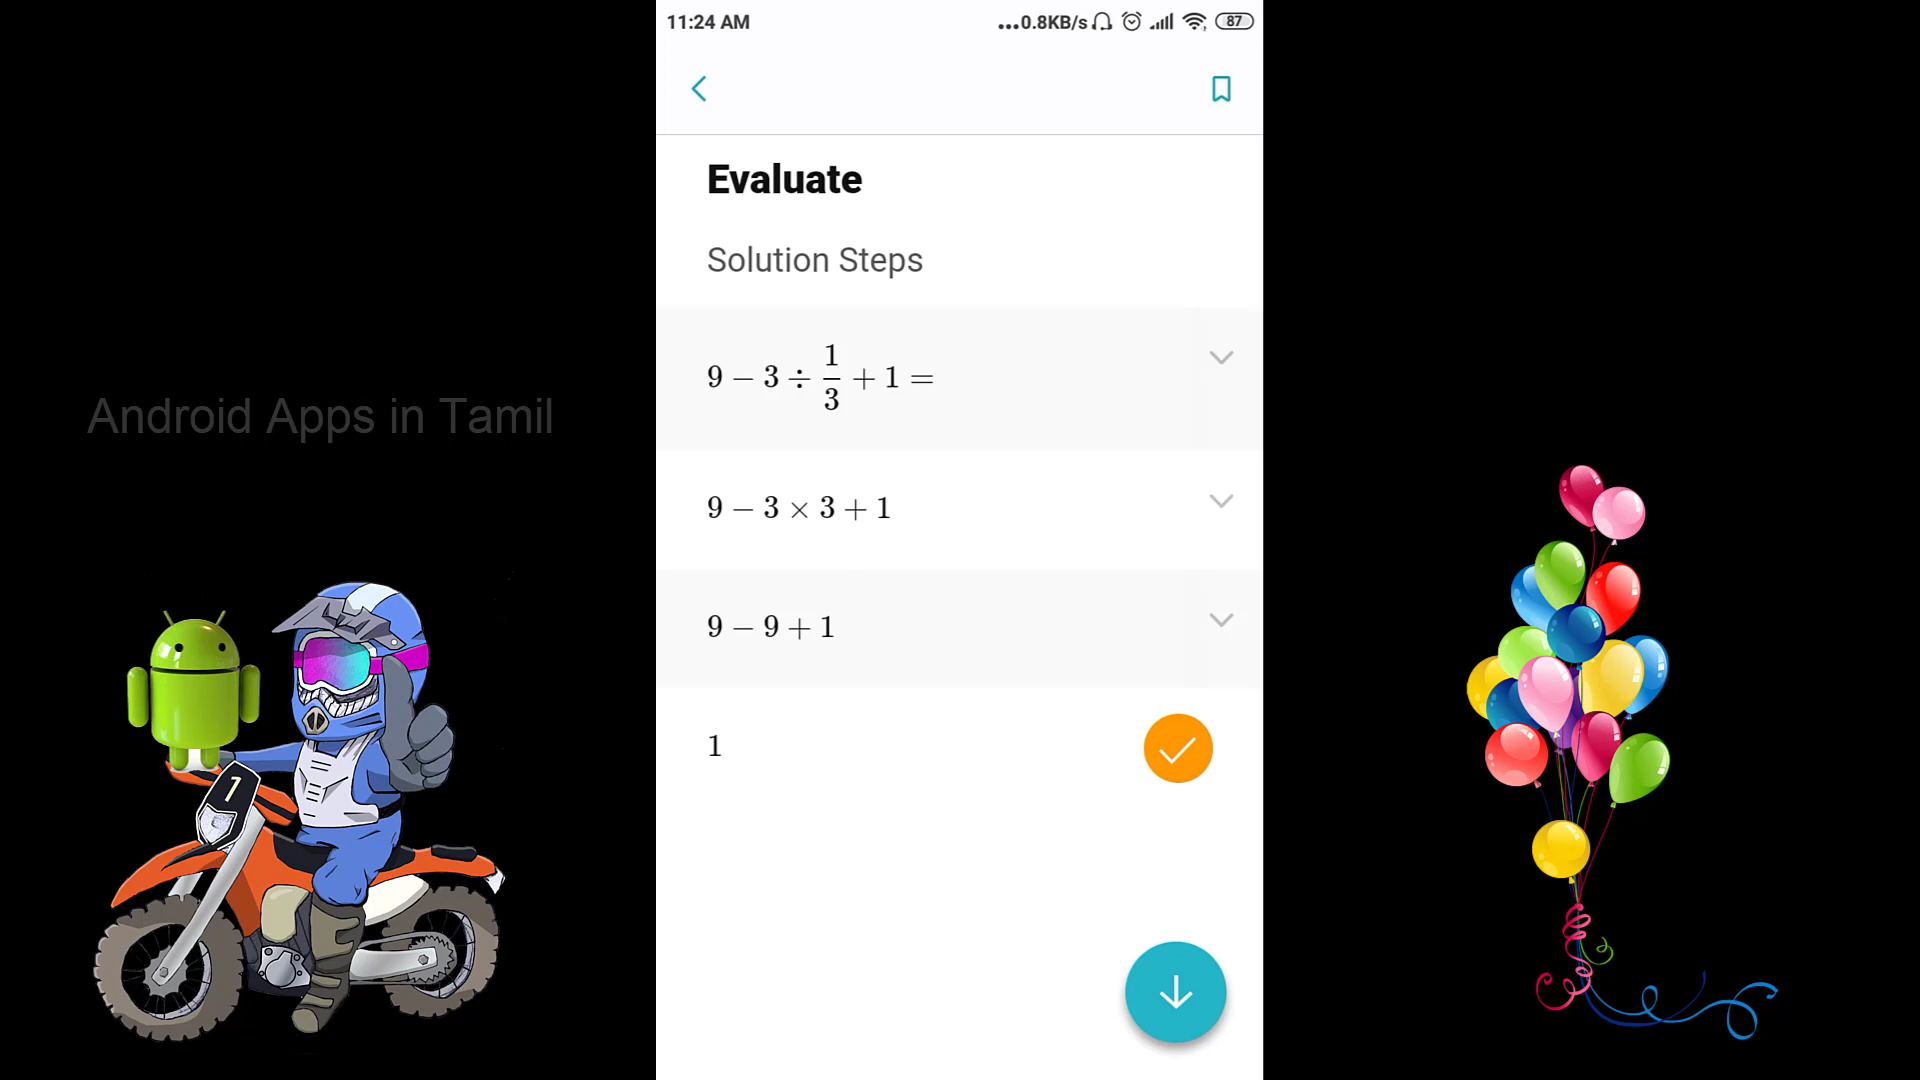 11:24 AM
...0.8KB/s
87
Evaluate
Solution Steps
9 − 3 ÷ 1/3 + 1 =
9 − 3 × 3 + 1
9 − 9 + 1
1
Android Apps in Tamil
1